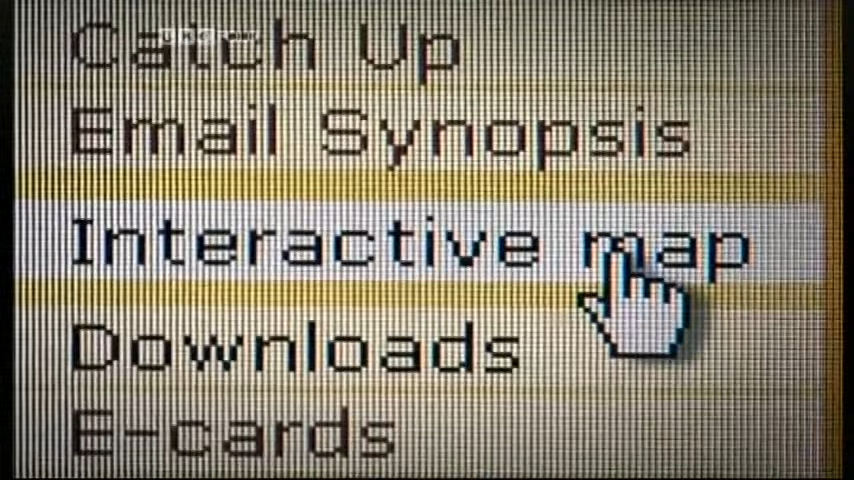 Catch Up
Email Synopsis
Interactive map
Downloads
E-cards